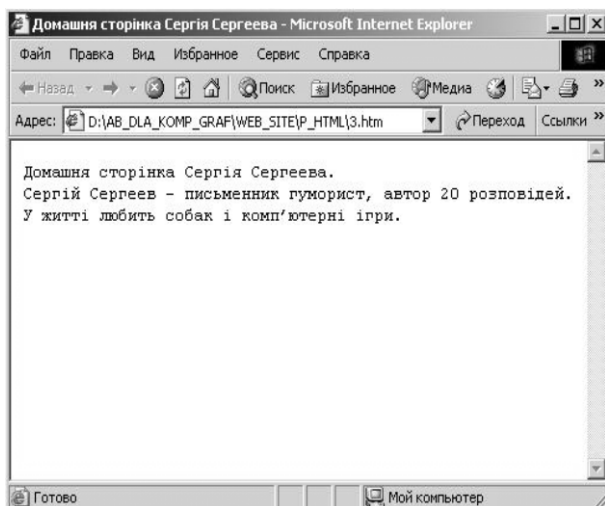 Домашня сторінка Сергія Сергеева - Microsoft Internet Explorer
Файл Правка Вид Избранное Сервис Справка
Назад Поиск Избранное Медиа »
Адрес: D:\AB_DLA_KOMP_GRAF\WEB_SITE\P_HTML\3.htm Переход Ссылки »
Домашня сторінка Сергія Сергеева.
Сергій Сергеев – письменник гуморист, автор 20 розповідей.
У житті любить собак і комп’ютерні ігри.
Готово Мой компьютер